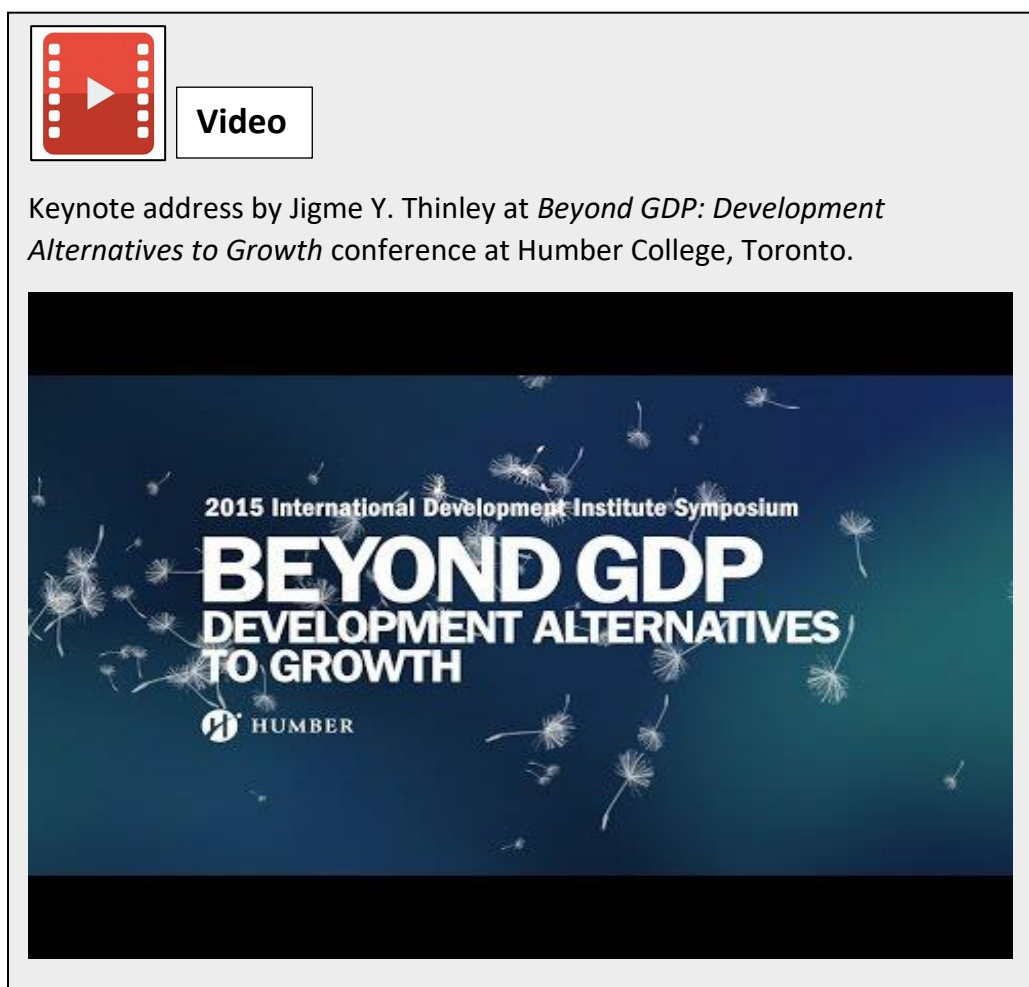 Video
Keynote address by Jigme Y. Thinley at Beyond GDP: Development
Alternatives to Growth conference at Humber College, Toronto.
2015 International Development Institute Symposium
BEYOND GDP
DEVELOPMENT ALTERNATIVES
TO GROWTH
HUMBER